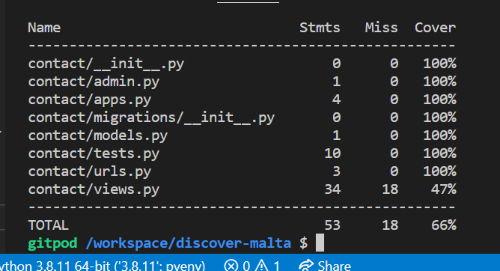 Name Stmts Miss Cover
--------------------------------------------------
contact/__init__.py 0 0 100%
contact/admin.py 1 0 100%
contact/apps.py 4 0 100%
contact/migrations/__init__.py 0 0 100%
contact/models.py 1 0 100%
contact/tests.py 10 0 100%
contact/urls.py 3 0 100%
contact/views.py 34 18 47%
--------------------------------------------------
TOTAL 53 18 66%
gitpod /workspace/discover-malta $
ython 3.8.11 64-bit ('3.8.11': pyenv) 0 1 Share